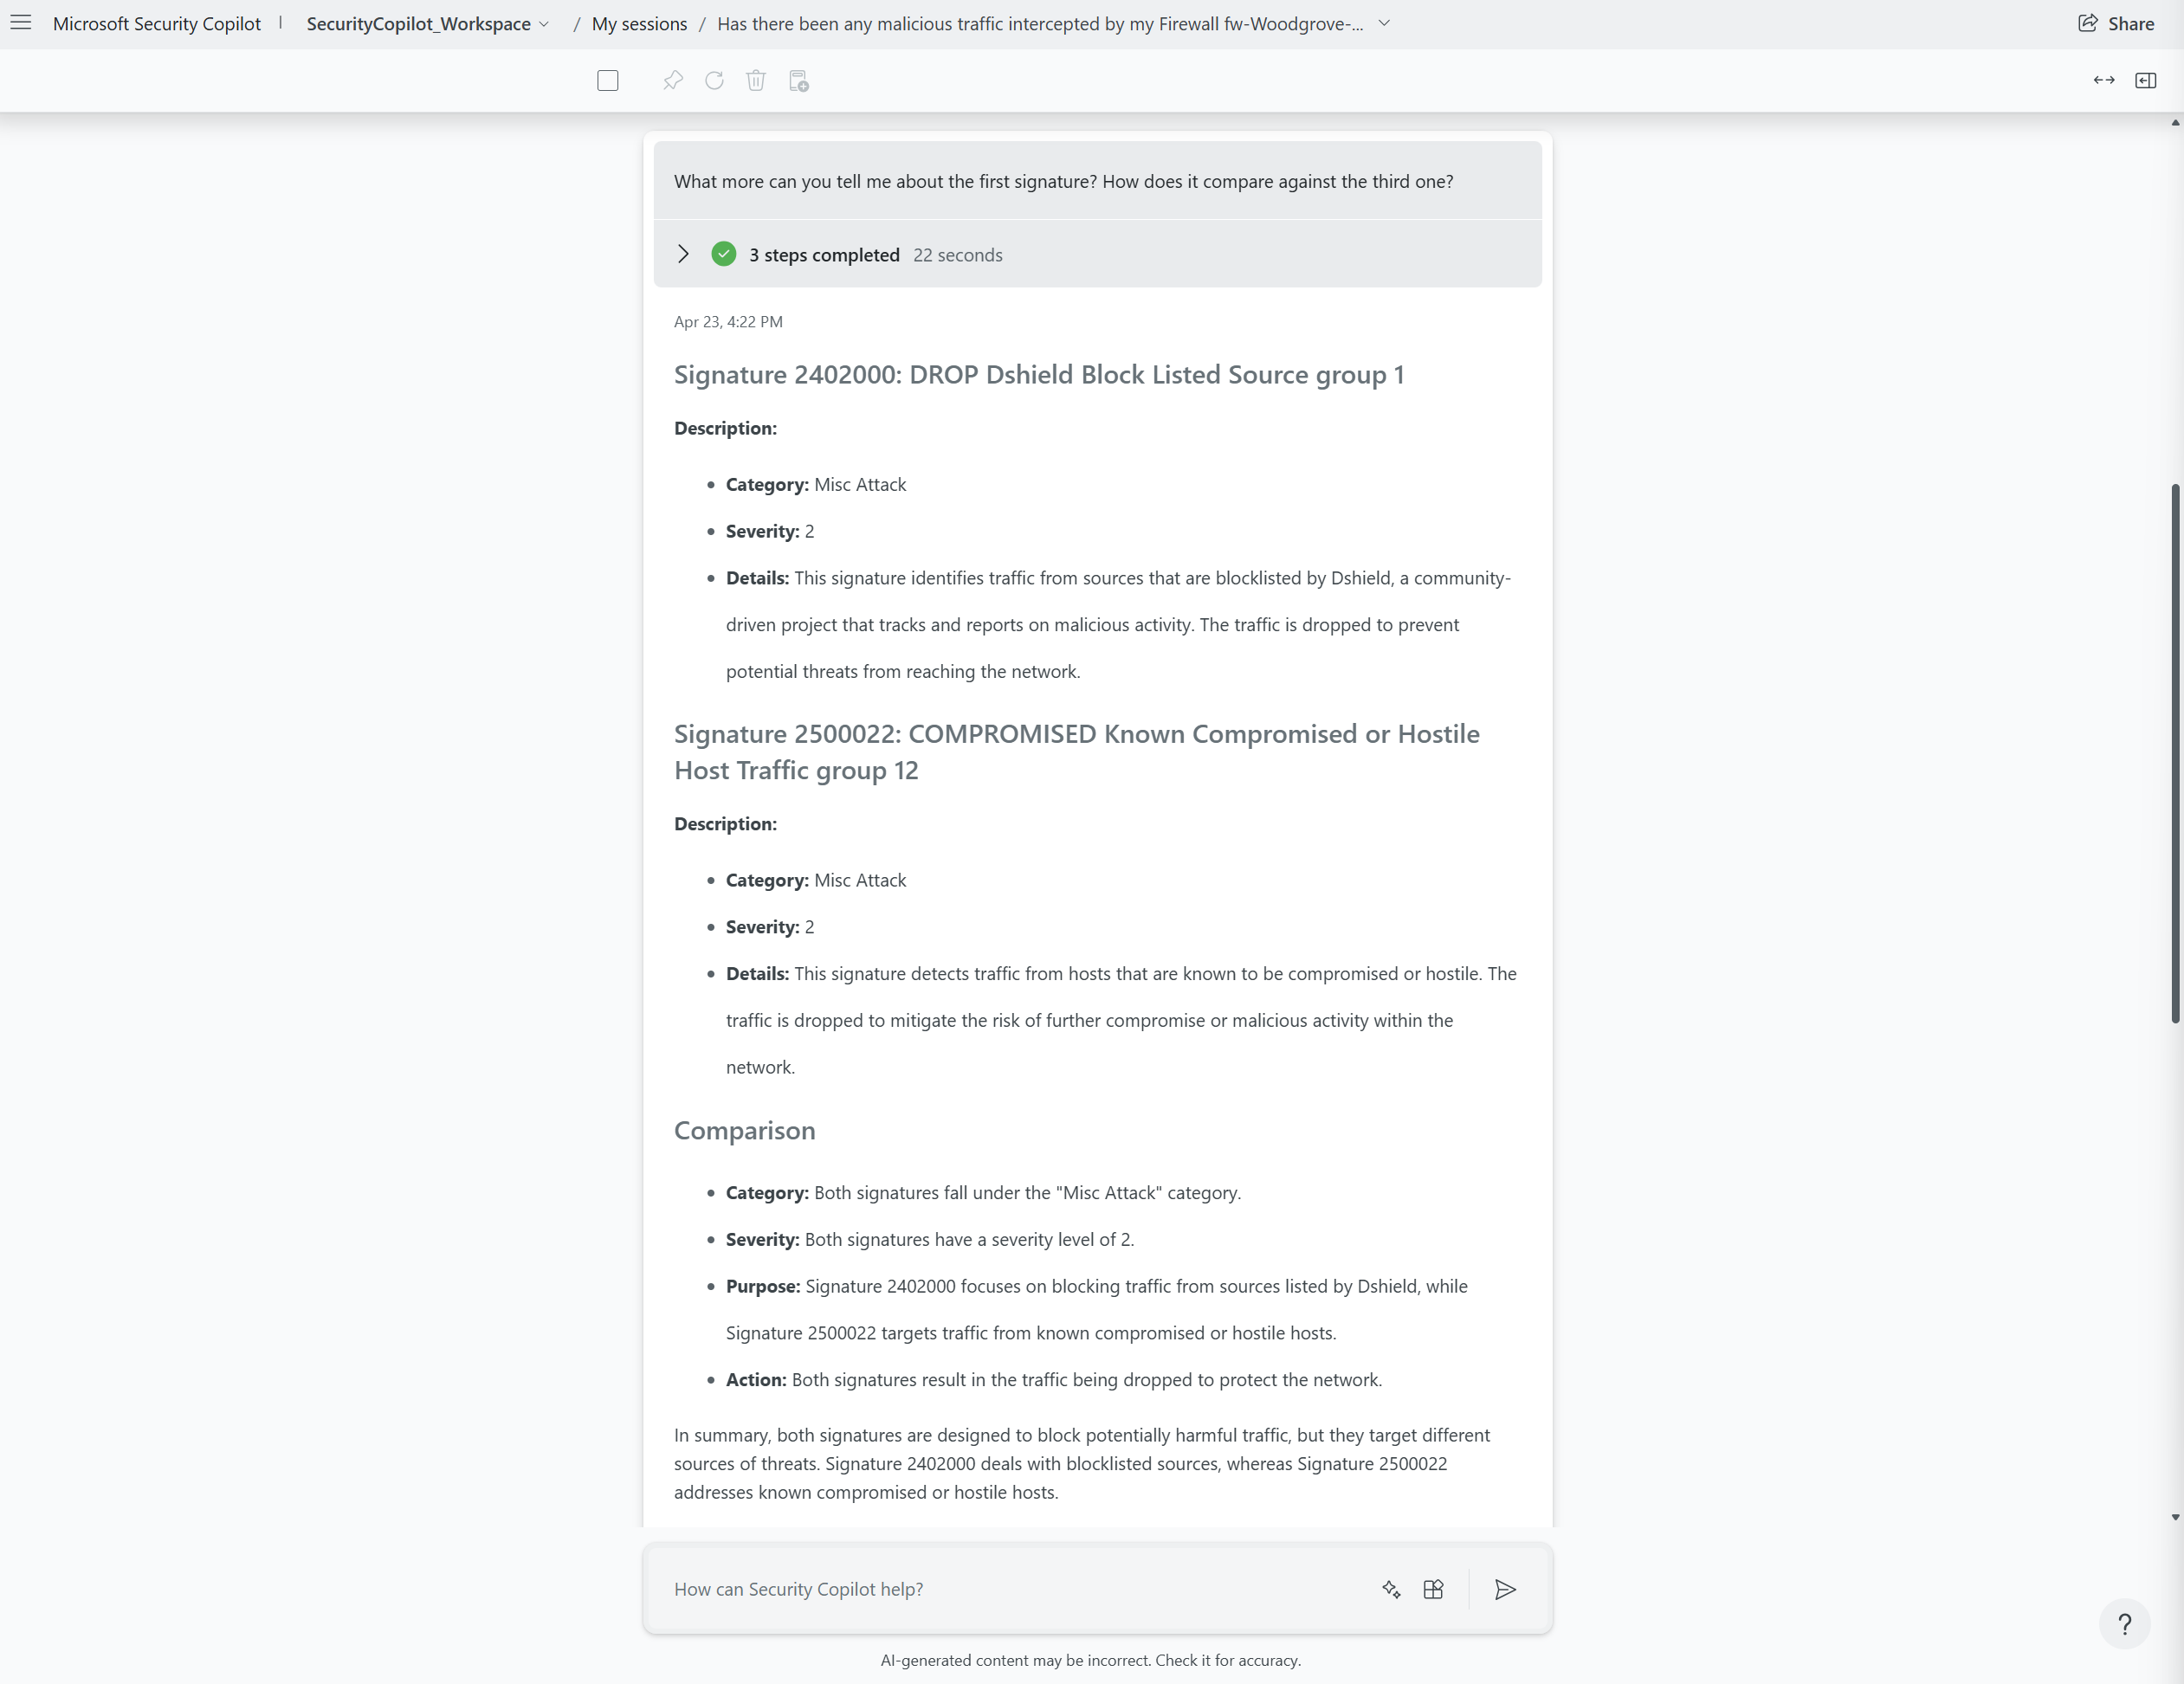 Microsoft Security Copilot | SecurityCopilot_Workspace / My sessions / Has there been any malicious traffic intercepted by my Firewall fw-Woodgrove-... Share
What more can you tell me about the first signature? How does it compare against the third one?
3 steps completed 22 seconds
Apr 23, 4:22 PM
Signature 2402000: DROP Dshield Block Listed Source group 1
Description:
• Category: Misc Attack
• Severity: 2
• Details: This signature identifies traffic from sources that are blocklisted by Dshield, a community-
driven project that tracks and reports on malicious activity. The traffic is dropped to prevent
potential threats from reaching the network.
Signature 2500022: COMPROMISED Known Compromised or Hostile
Host Traffic group 12
Description:
• Category: Misc Attack
• Severity: 2
• Details: This signature detects traffic from hosts that are known to be compromised or hostile. The
traffic is dropped to mitigate the risk of further compromise or malicious activity within the
network.
Comparison
• Category: Both signatures fall under the "Misc Attack" category.
• Severity: Both signatures have a severity level of 2.
• Purpose: Signature 2402000 focuses on blocking traffic from sources listed by Dshield, while
Signature 2500022 targets traffic from known compromised or hostile hosts.
• Action: Both signatures result in the traffic being dropped to protect the network.
In summary, both signatures are designed to block potentially harmful traffic, but they target different
sources of threats. Signature 2402000 deals with blocklisted sources, whereas Signature 2500022
addresses known compromised or hostile hosts.
How can Security Copilot help?
?
AI-generated content may be incorrect. Check it for accuracy.